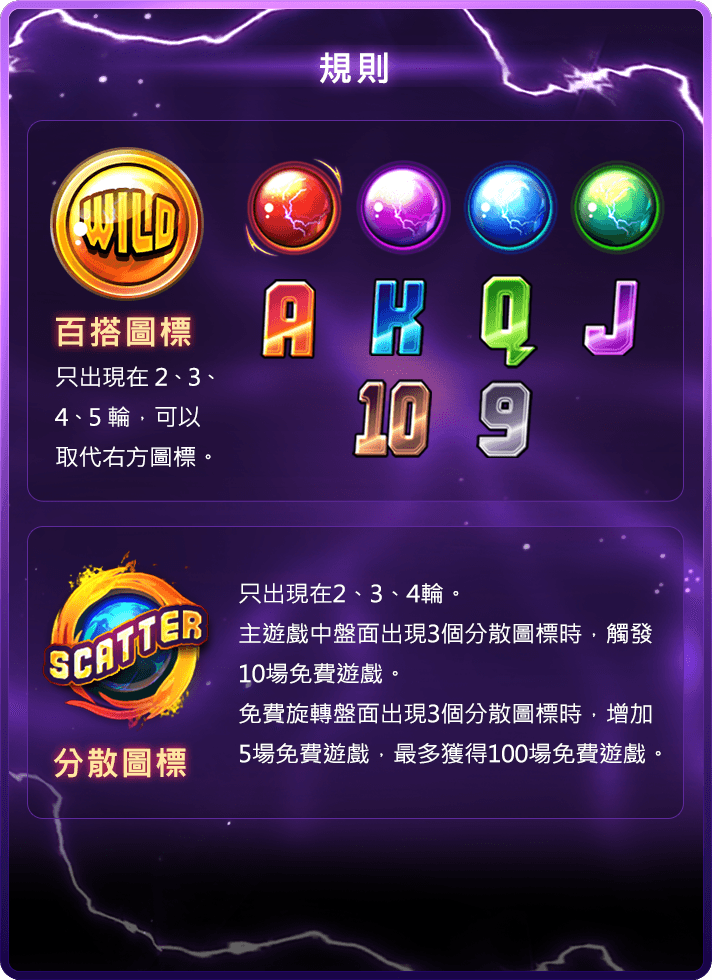 規則
WILD
百搭圖標
只出現在 2、3、
4、5 輪，可以
取代右方圖標。
A K Q J
10 9
SCATTER
分散圖標
只出現在2、3、4輪。
主遊戲中盤面出現3個分散圖標時，觸發
10場免費遊戲。
免費旋轉盤面出現3個分散圖標時，增加
5場免費遊戲，最多獲得100場免費遊戲。